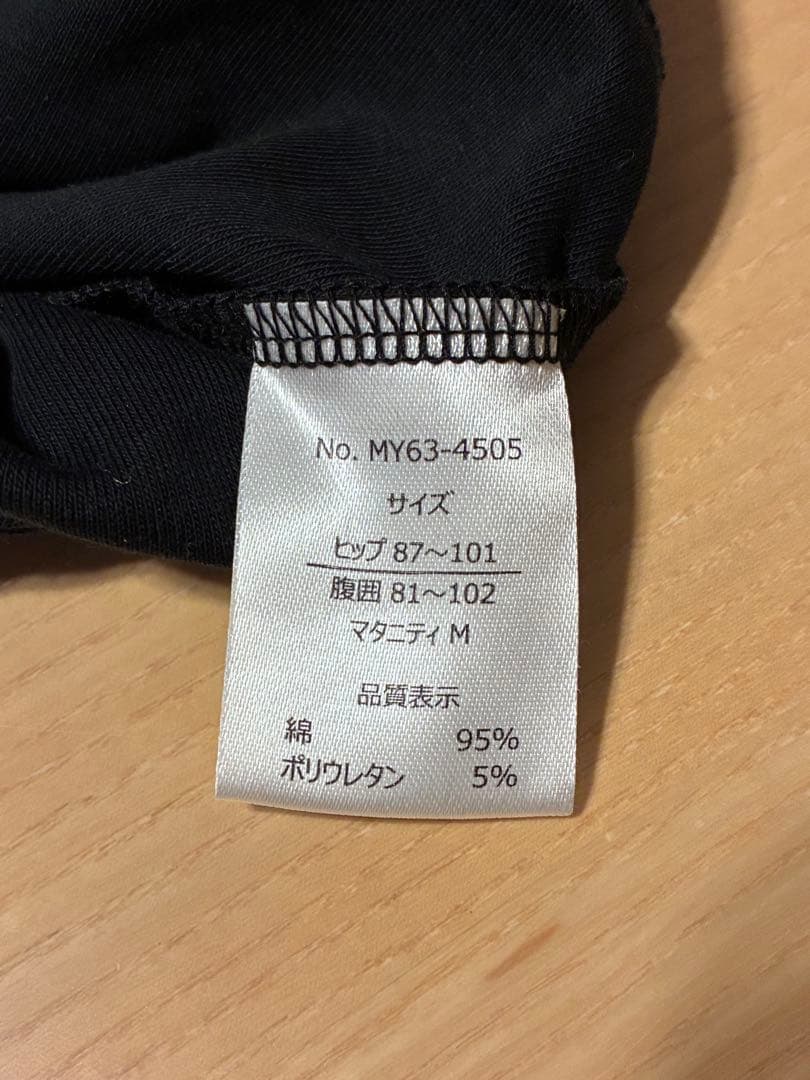 No. MY63-4505
サイズ
ヒップ 87～101
腹囲 81～102
マタニティ M
品質表示
綿 95%
ポリウレタン 5%